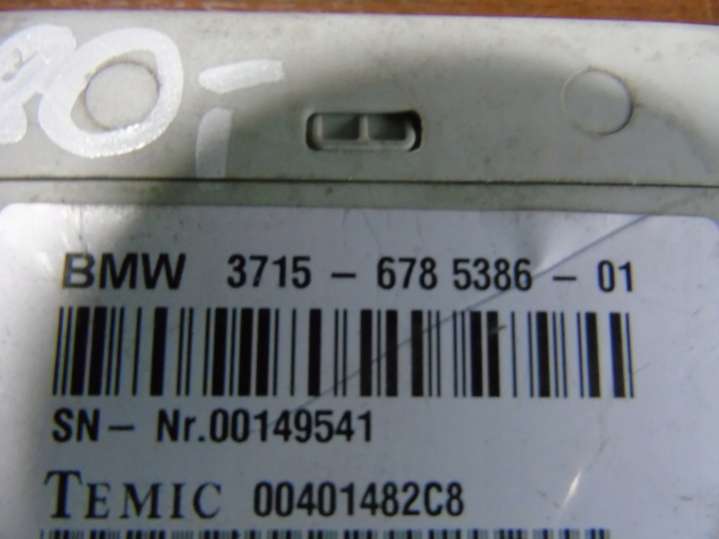 BMW 3715 - 678 5386 - 01
SN- Nr.00149541
TEMIC 00401482C8